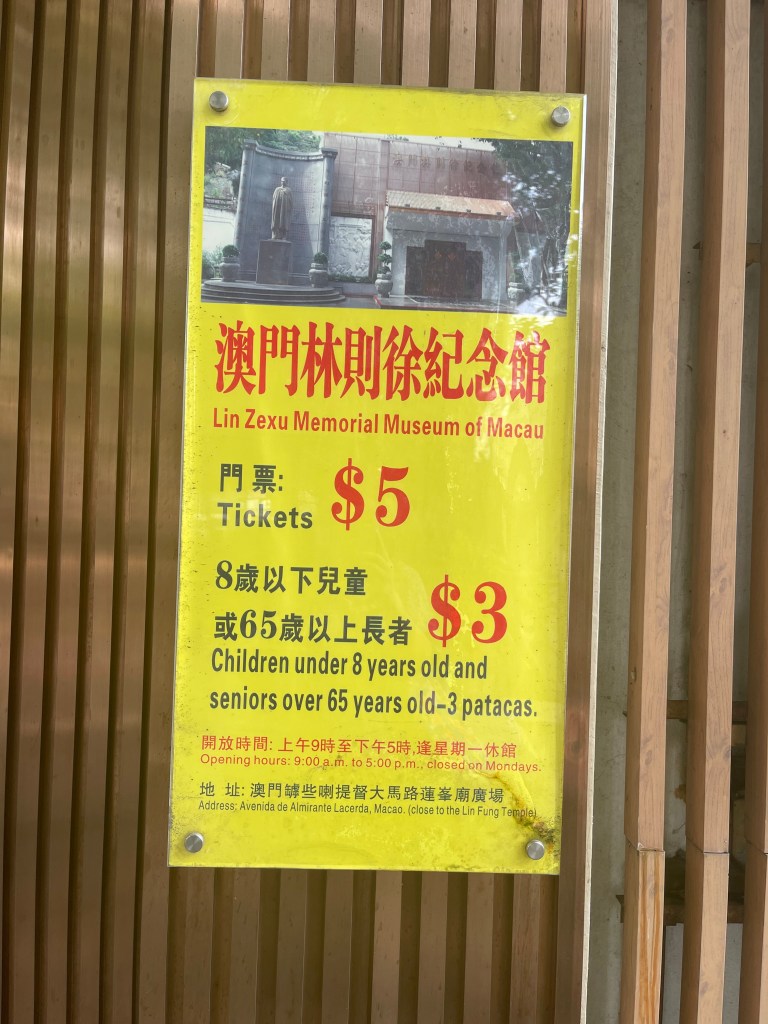 澳門林則徐紀念館
Lin Zexu Memorial Museum of Macau
門票:
Tickets
$5
8歲以下兒童
或65歲以上長者
$3
Children under 8 years old and
seniors over 65 years old-3 patacas.
開放時間: 上午9時至下午5時,逢星期一休館
Opening hours: 9:00 a.m. to 5:00 p.m., closed on Mondays.
地 址: 澳門罅些喇提督大馬路蓮峯廟廣場
Address: Avenida de Almirante Lacerda, Macao. (close to the Lin Fung Temple)